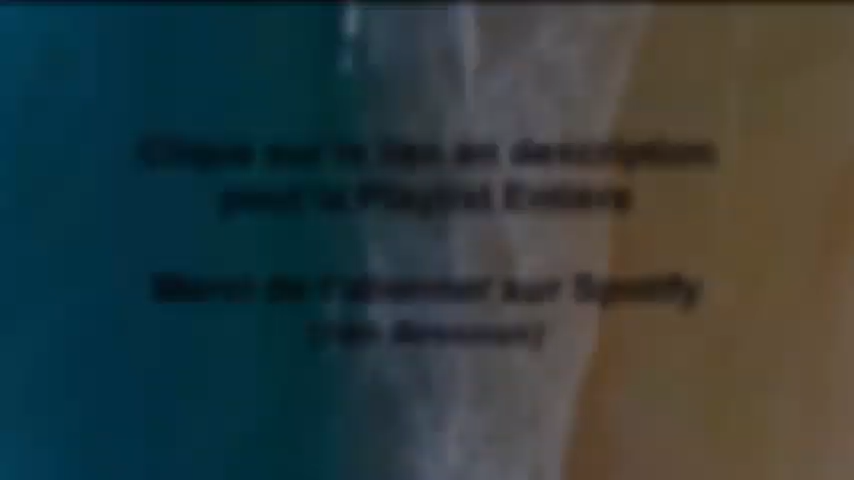 Clique sur le lien en description
pour la Playlist Entière
Merci de t'abonner sur Spotify